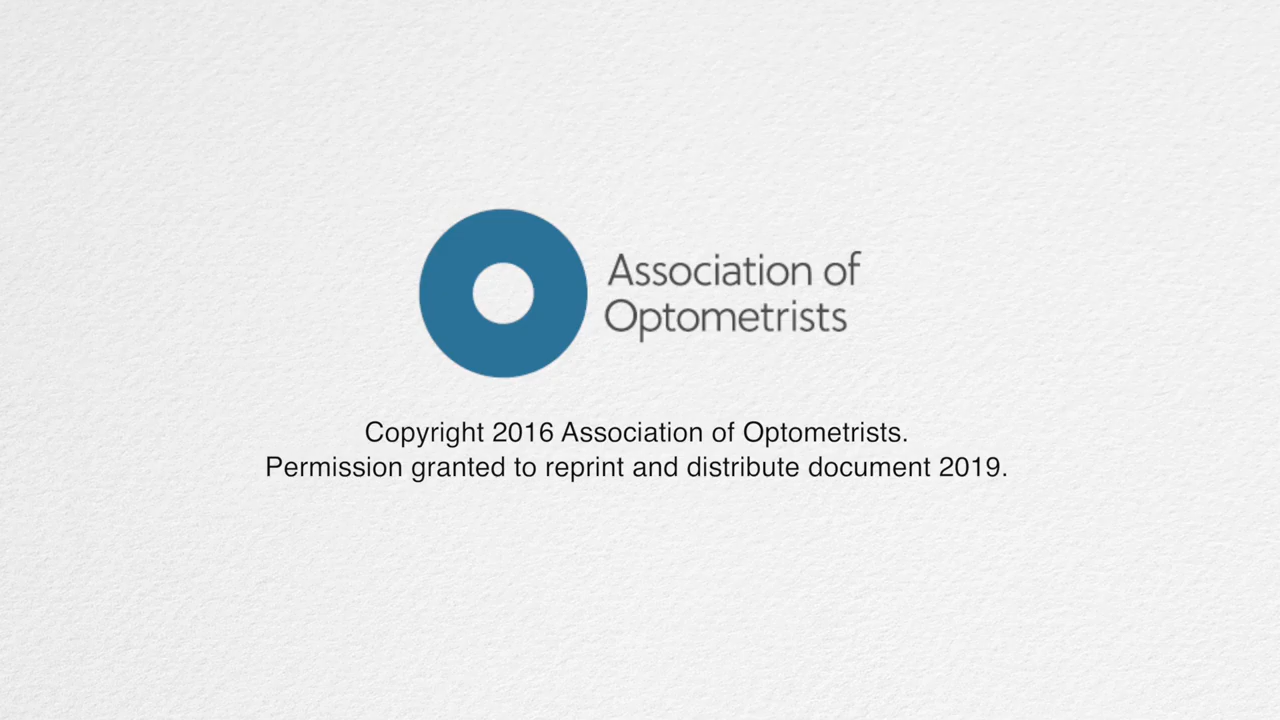 Association of
Optometrists
Copyright 2016 Association of Optometrists.
Permission granted to reprint and distribute document 2019.